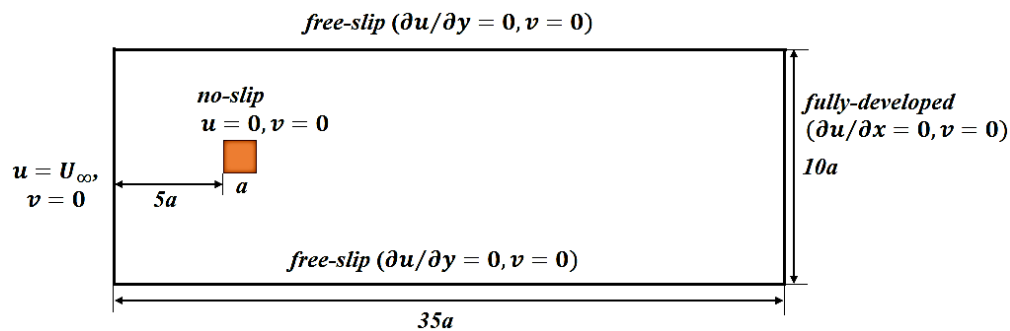 free-slip (∂u/∂y = 0, v = 0)
no-slip
u = 0, v = 0
fully-developed
(∂u/∂x = 0, v = 0)
10a
u = U∞,
v = 0
5a
a
free-slip (∂u/∂y = 0, v = 0)
35a